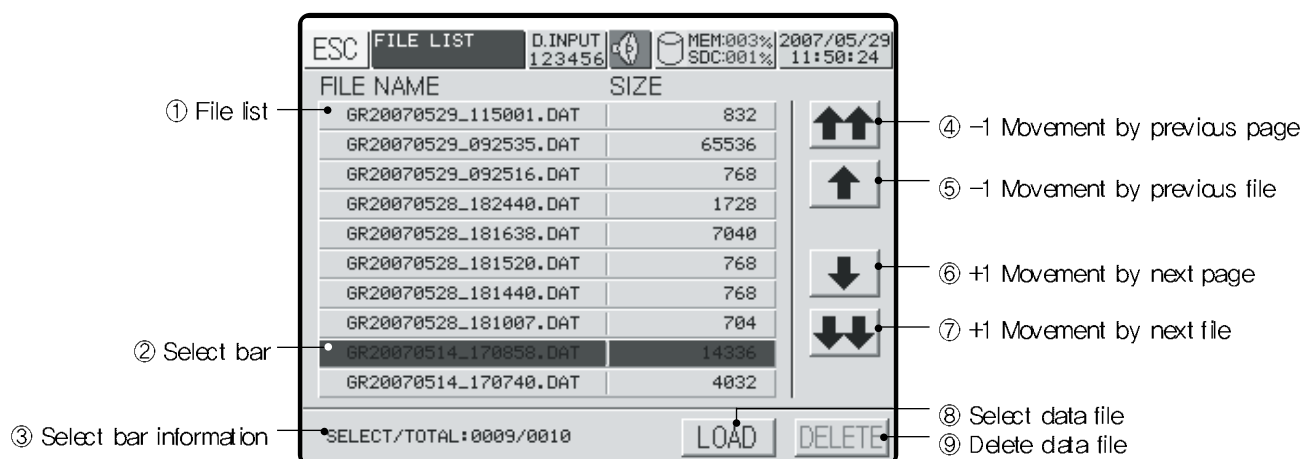 ESC FILE LIST D.INPUT 123456 MEM:003% SDC:001% 2007/05/29 11:50:24
FILE NAME SIZE
① File list
GR20070529_115001.DAT 832
GR20070529_092535.DAT 65536
GR20070529_092516.DAT 768
GR20070528_182440.DAT 1728
GR20070528_181638.DAT 7040
GR20070528_181520.DAT 768
GR20070528_181440.DAT 768
GR20070528_181007.DAT 704
② Select bar
GR20070514_170858.DAT 14336
GR20070514_170740.DAT 4032
③ Select bar information
SELECT/TOTAL:0009/0010 LOAD DELETE
④ -1 Movement by previous page
⑤ -1 Movement by previous file
⑥ +1 Movement by next page
⑦ +1 Movement by next file
⑧ Select data file
⑨ Delete data file